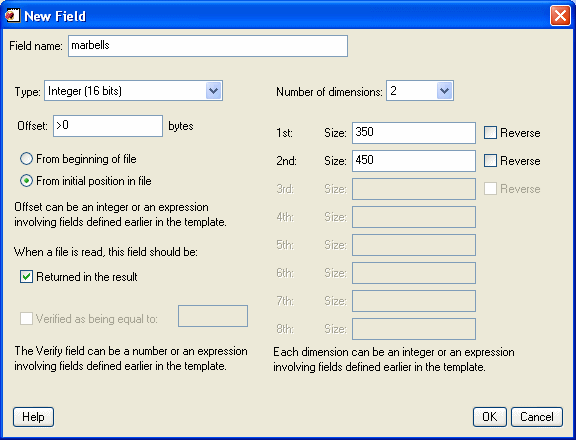 New Field
Field name: marbells
Type: Integer (16 bits)
Number of dimensions: 2
Offset: >0 bytes
1st: Size: 350 Reverse
From beginning of file
2nd: Size: 450 Reverse
From initial position in file
3rd: Size: Reverse
Offset can be an integer or an expression
involving fields defined earlier in the template.
4th: Size:
5th: Size:
When a file is read, this field should be:
6th: Size:
Returned in the result
7th: Size:
Verified as being equal to:
8th: Size:
The Verify field can be a number or an expression
involving fields defined earlier in the template.
Each dimension can be an integer or an expression
involving fields defined earlier in the template.
Help
OK
Cancel